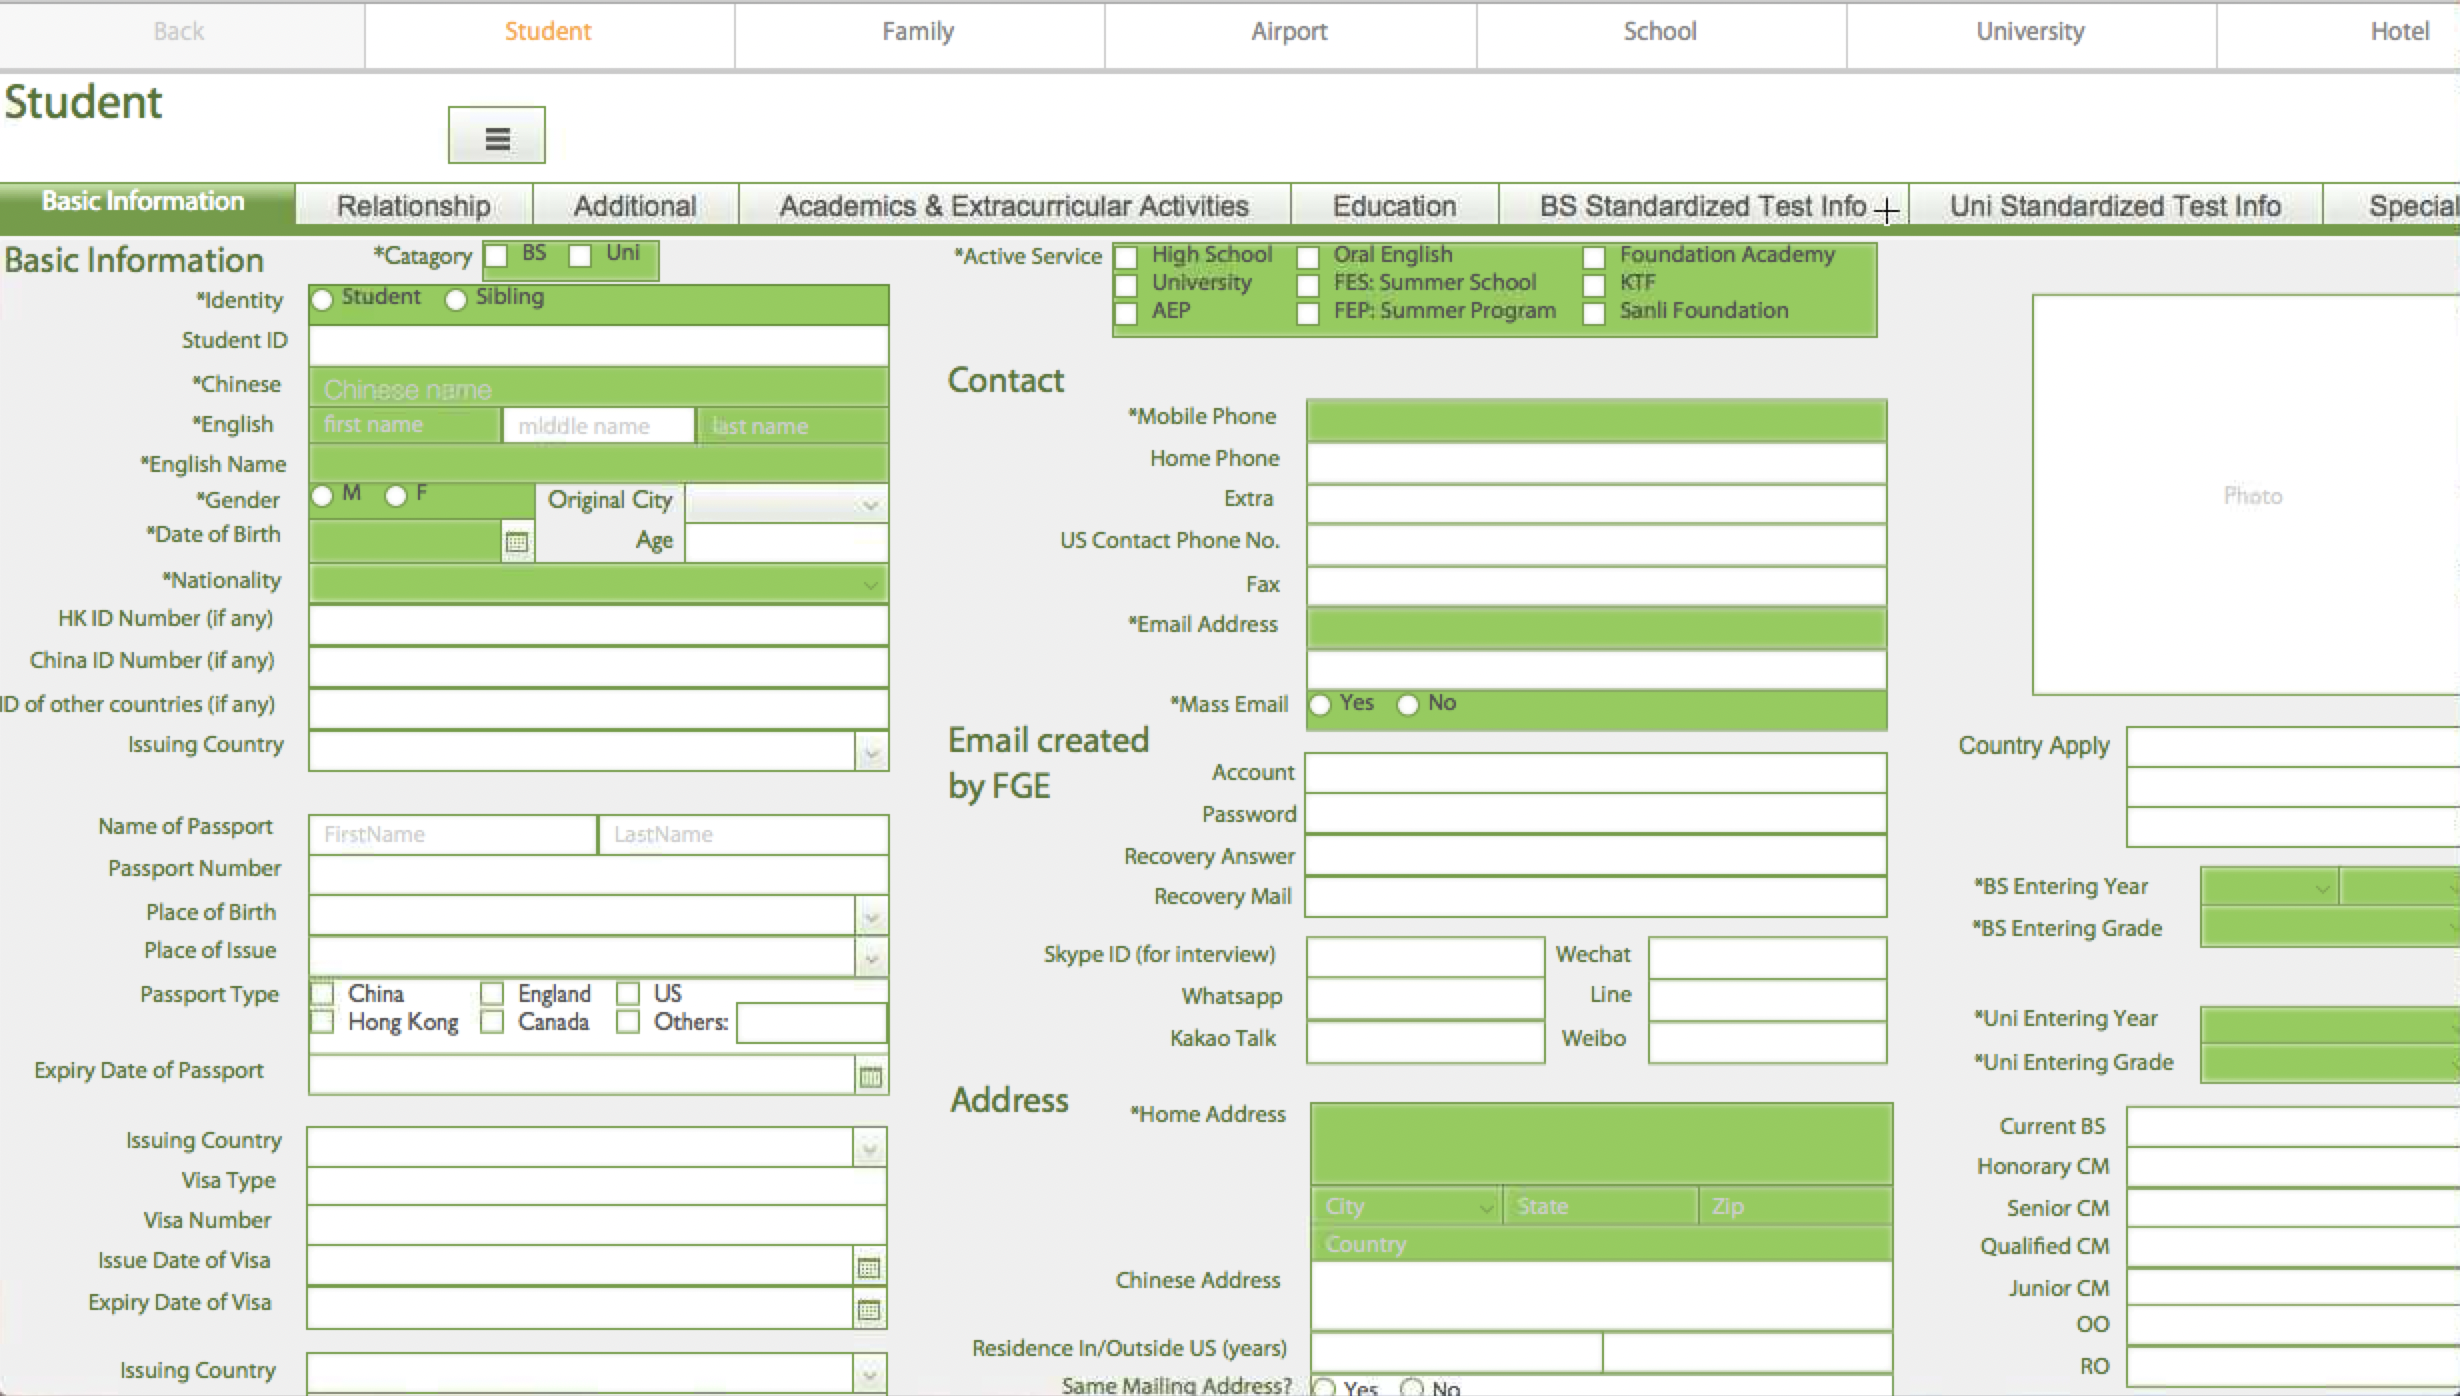 Back Student Family Airport School University Hotel
Student
Basic Information Relationship Additional Academics & Extracurricular Activities Education BS Standardized Test Info Uni Standardized Test Info Special
Basic Information
*Catagory BS Uni
*Identity Student Sibling
Student ID
*Chinese Chinese name
*English first name middle name last name
*English Name
*Gender M F Original City
*Date of Birth Age
*Nationality
HK ID Number (if any)
China ID Number (if any)
ID of other countries (if any)
Issuing Country
Name of Passport FirstName LastName
Passport Number
Place of Birth
Place of Issue
Passport Type China England US
Hong Kong Canada Others:
Expiry Date of Passport
Issuing Country
Visa Type
Visa Number
Issue Date of Visa
Expiry Date of Visa
Issuing Country
*Active Service High School Oral English Foundation Academy
University FES: Summer School KTF
AEP FEP: Summer Program Sanli Foundation
Contact
*Mobile Phone
Home Phone
Extra
US Contact Phone No.
Fax
*Email Address
*Mass Email Yes No
Email created
by FGE
Account
Password
Recovery Answer
Recovery Mail
Skype ID (for interview) Wechat
Whatsapp Line
Kakao Talk Weibo
Address
*Home Address
City State Zip
Country
Chinese Address
Residence In/Outside US (years)
Same Mailing Address? Yes No
Photo
Country Apply
*BS Entering Year
*BS Entering Grade
*Uni Entering Year
*Uni Entering Grade
Current BS
Honorary CM
Senior CM
Qualified CM
Junior CM
OO
RO